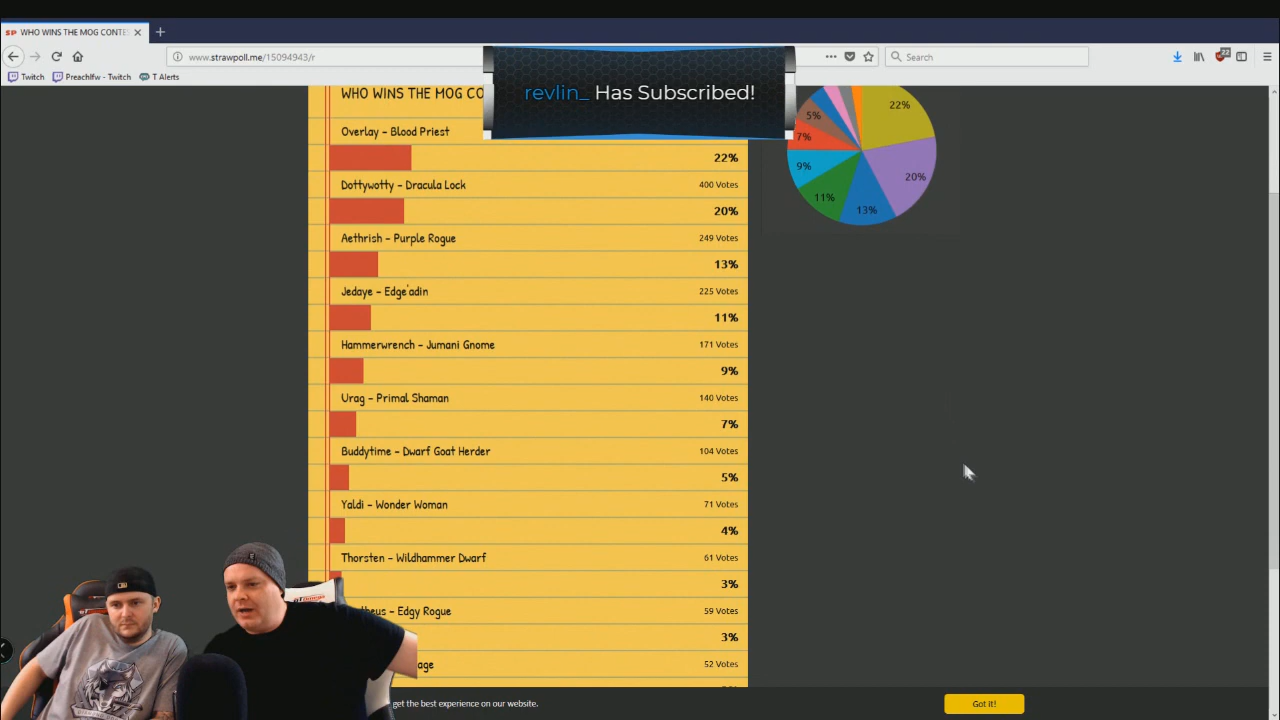 WHO WINS THE MOG CONTE
www.strawpoll.me/15094943/r
Search
22
Twitch
Preachlfw - Twitch
T Alerts
revlin_ Has Subscribed!
WHO WINS THE MOG CO
Overlay - Blood Priest
22%
Dottywotty - Dracula Lock 400 Votes
20%
Aethrish - Purple Rogue 249 Votes
13%
Jedaye - Edge'adin 225 Votes
11%
Hammerwrench - Jumani Gnome 171 Votes
9%
Urag - Primal Shaman 140 Votes
7%
Buddytime - Dwarf Goat Herder 104 Votes
5%
Yaldi - Wonder Woman 71 Votes
4%
Thorsten - Wildhammer Dwarf 61 Votes
3%
heus - Edgy Rogue 59 Votes
3%
age 52 Votes
22%
20%
13%
11%
9%
7%
5%
get the best experience on our website.
Got it!